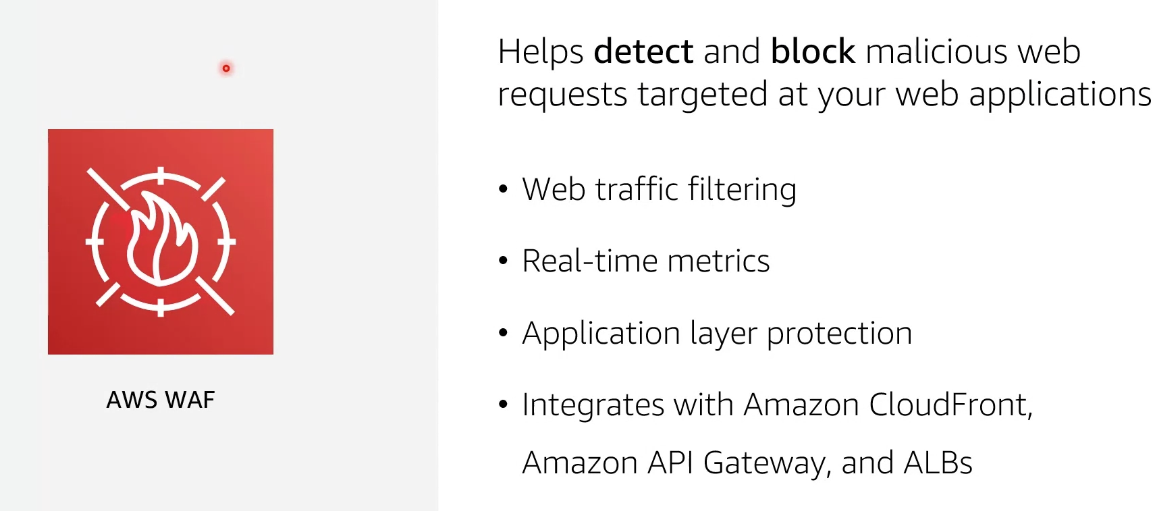 Helps detect and block malicious web
requests targeted at your web applications
• Web traffic filtering
• Real-time metrics
• Application layer protection
• Integrates with Amazon CloudFront,
Amazon API Gateway, and ALBs
AWS WAF